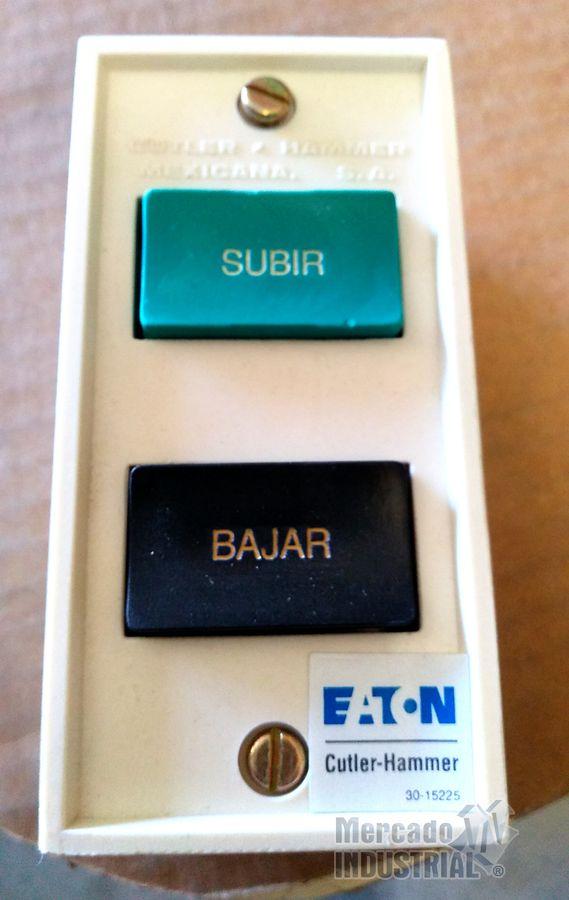 CUTLER-HAMMER
MEXICANA, S.A.
SUBIR
BAJAR
EATON
Cutler-Hammer
30-15225
Mercado
INDUSTRIAL ®